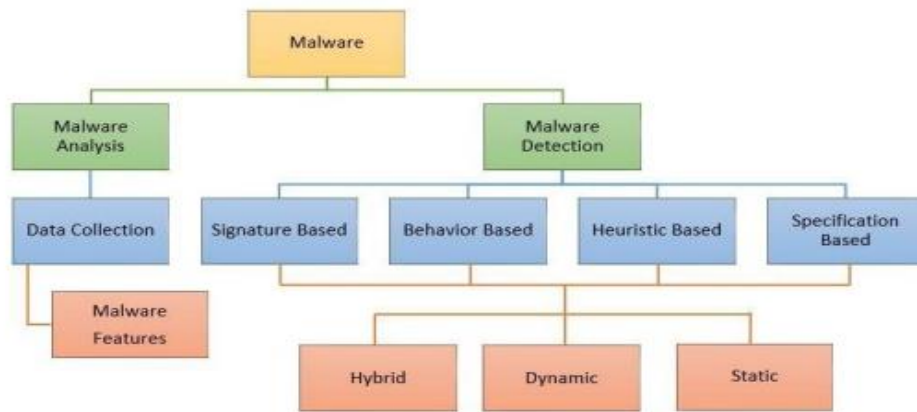 Malware
Malware
Analysis
Malware
Detection
Data Collection
Signature Based
Behavior Based
Heuristic Based
Specification
Based
Malware
Features
Hybrid
Dynamic
Static